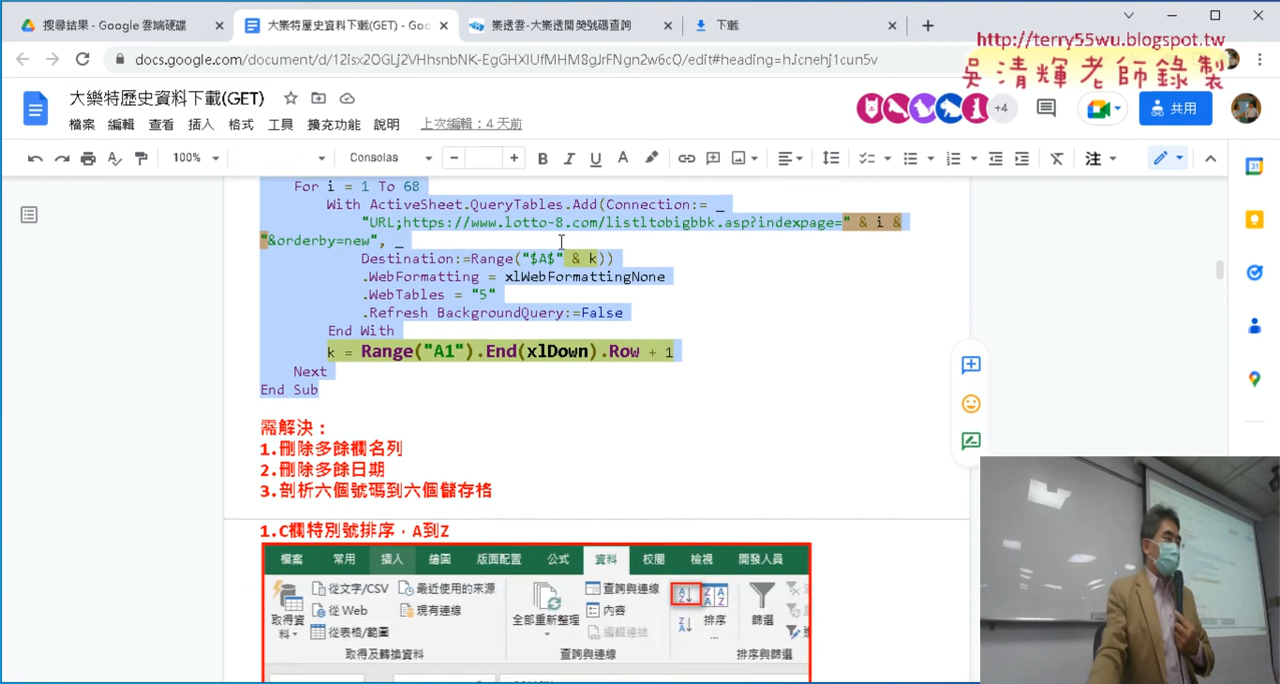 搜尋結果 - Google 雲端硬碟
大樂特歷史資料下載(GET) - Goo
樂透雲-大樂透開獎號碼查詢
下載
http://terry55wu.blogspot.tw
吳清輝老師錄製
docs.google.com/document/d/12isx2OGLj2VHhsnbNK-EgGHXlUfMHM8gJrFNgn2w6cQ/edit#heading=h.icnehj1cun5v
大樂特歷史資料下載(GET)
+4
共用
檔案 編輯 查看 插入 格式 工具 擴充功能 說明 上次編輯：4 天前
100% Consolas B I U A 注
For i = 1 To 68
With ActiveSheet.QueryTables.Add(Connection:= _
"URL;https://www.lotto-8.com/listltobigbbk.asp?indexpage=" & i &
"&orderby=new", _
Destination:=Range("$A$" & k))
.WebFormatting = xlWebFormattingNone
.WebTables = "5"
.Refresh BackgroundQuery:=False
End With
k = Range("A1").End(xlDown).Row + 1
Next
End Sub
需解決：
1.刪除多餘欄名列
2.刪除多餘日期
3.剖析六個號碼到六個儲存格
1.C欄特別號排序，A到Z
檔案 常用 插入 繪圖 版面配置 公式 資料 校閱 檢視 開發人員
取得資料 從文字/CSV 最近使用的來源
從 Web 現有連線
從表格/範圍
取得及轉換資料
全部重新整理 查詢與連線
內容
編輯連結
查詢與連線
排序... 篩選
排序與篩選